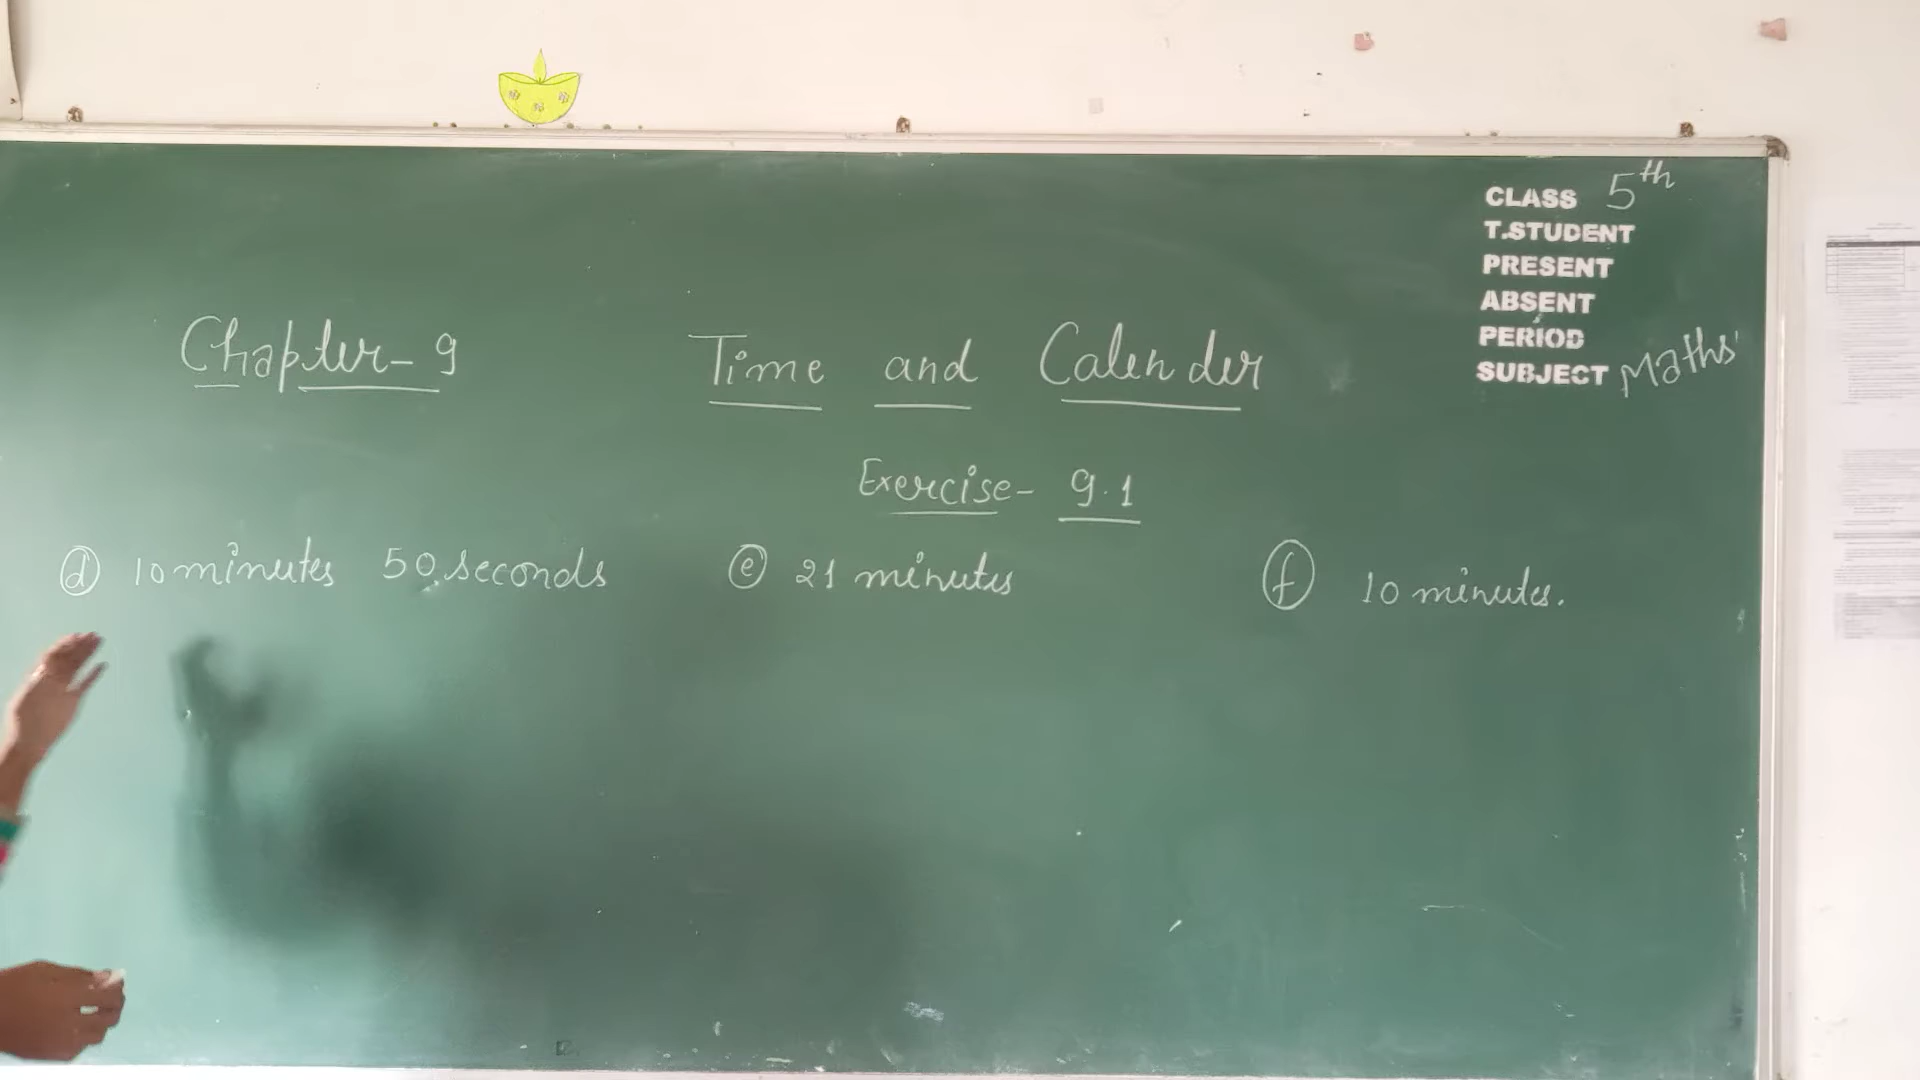 CLASS 5th
T.STUDENT
PRESENT
ABSENT
PERIOD
SUBJECT Maths
Chapter-9 Time and Calender
Exercise- 9.1
(d) 10 minutes 50 seconds (e) 21 minutes (f) 10 minutes.